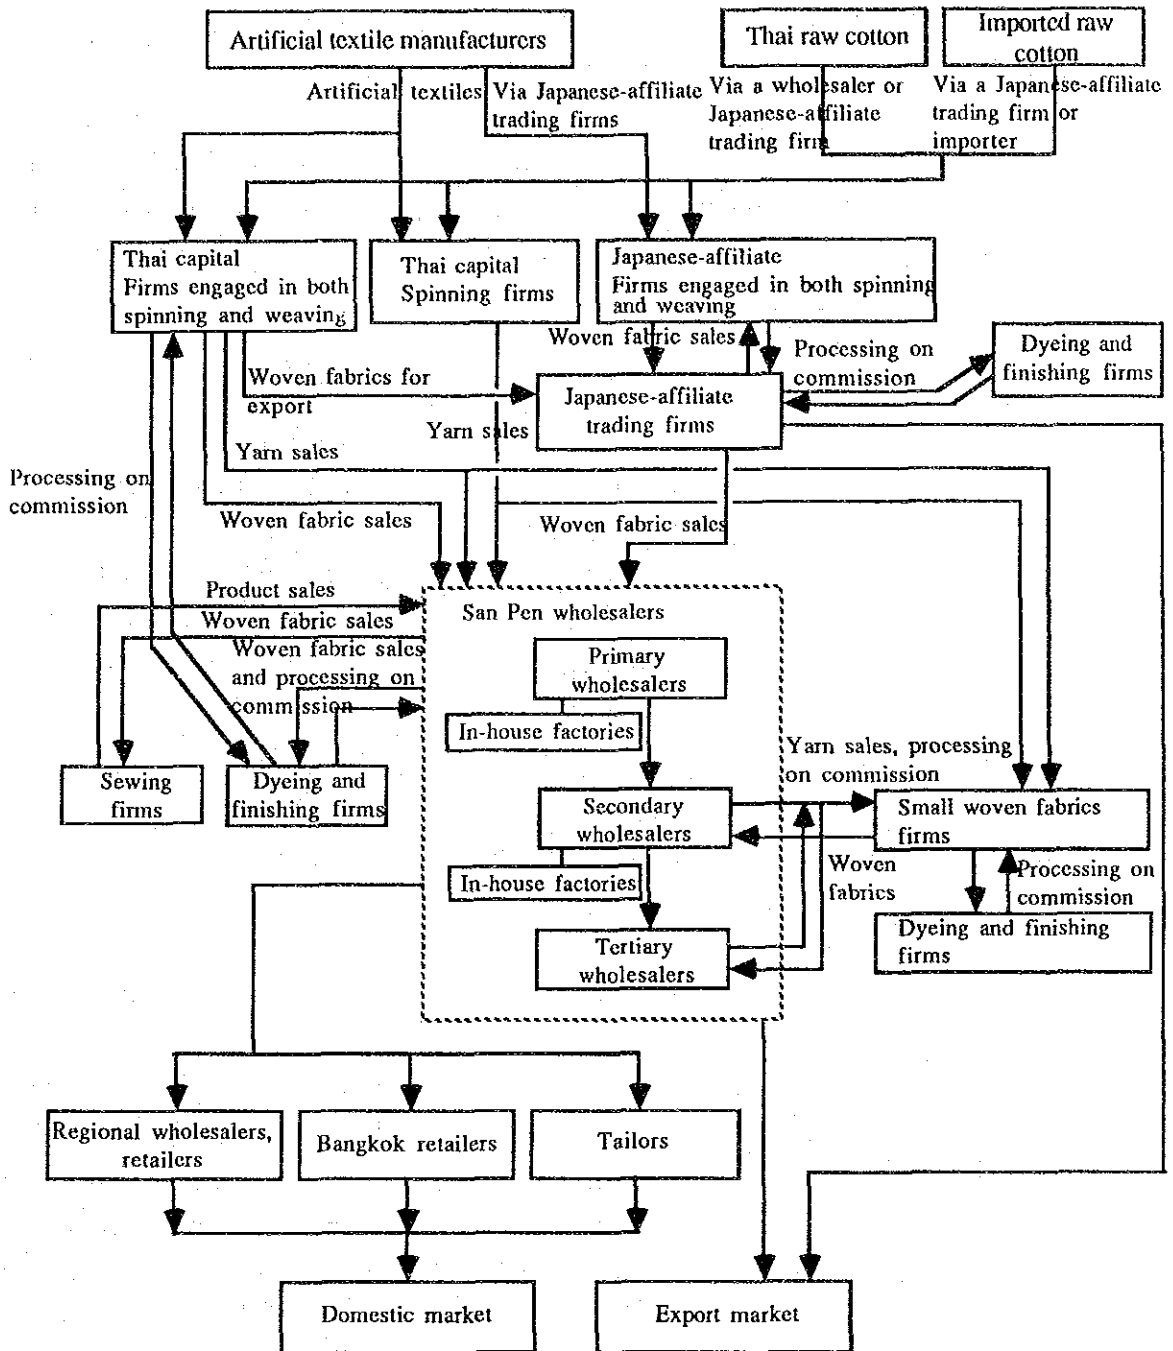 Artificial textile manufacturers
Thai raw cotton
Imported raw
cotton
Artificial textiles
Via Japanese-affiliate
trading firms
Via a wholesaler or
Japanese-affiliate
trading firm
Via a Japanese-affiliate
trading firm or
importer
Thai capital
Firms engaged in both
spinning and weaving
Thai capital
Spinning firms
Japanese-affiliate
Firms engaged in both spinning
and weaving
Woven fabric sales
Processing on
commission
Dyeing and
finishing firms
Woven fabrics for
export
Japanese-affiliate
trading firms
Yarn sales
Yarn sales
Processing on
commission
Woven fabric sales
Woven fabric sales
Product sales
Woven fabric sales
Woven fabric sales
and processing on
commission
San Pen wholesalers
Primary
wholesalers
In-house factories
Sewing
firms
Dyeing and
finishing firms
Yarn sales, processing
on commission
Secondary
wholesalers
Small woven fabrics
firms
In-house factories
Woven
fabrics
Processing on
commission
Tertiary
wholesalers
Dyeing and finishing
firms
Regional wholesalers,
retailers
Bangkok retailers
Tailors
Domestic market
Export market